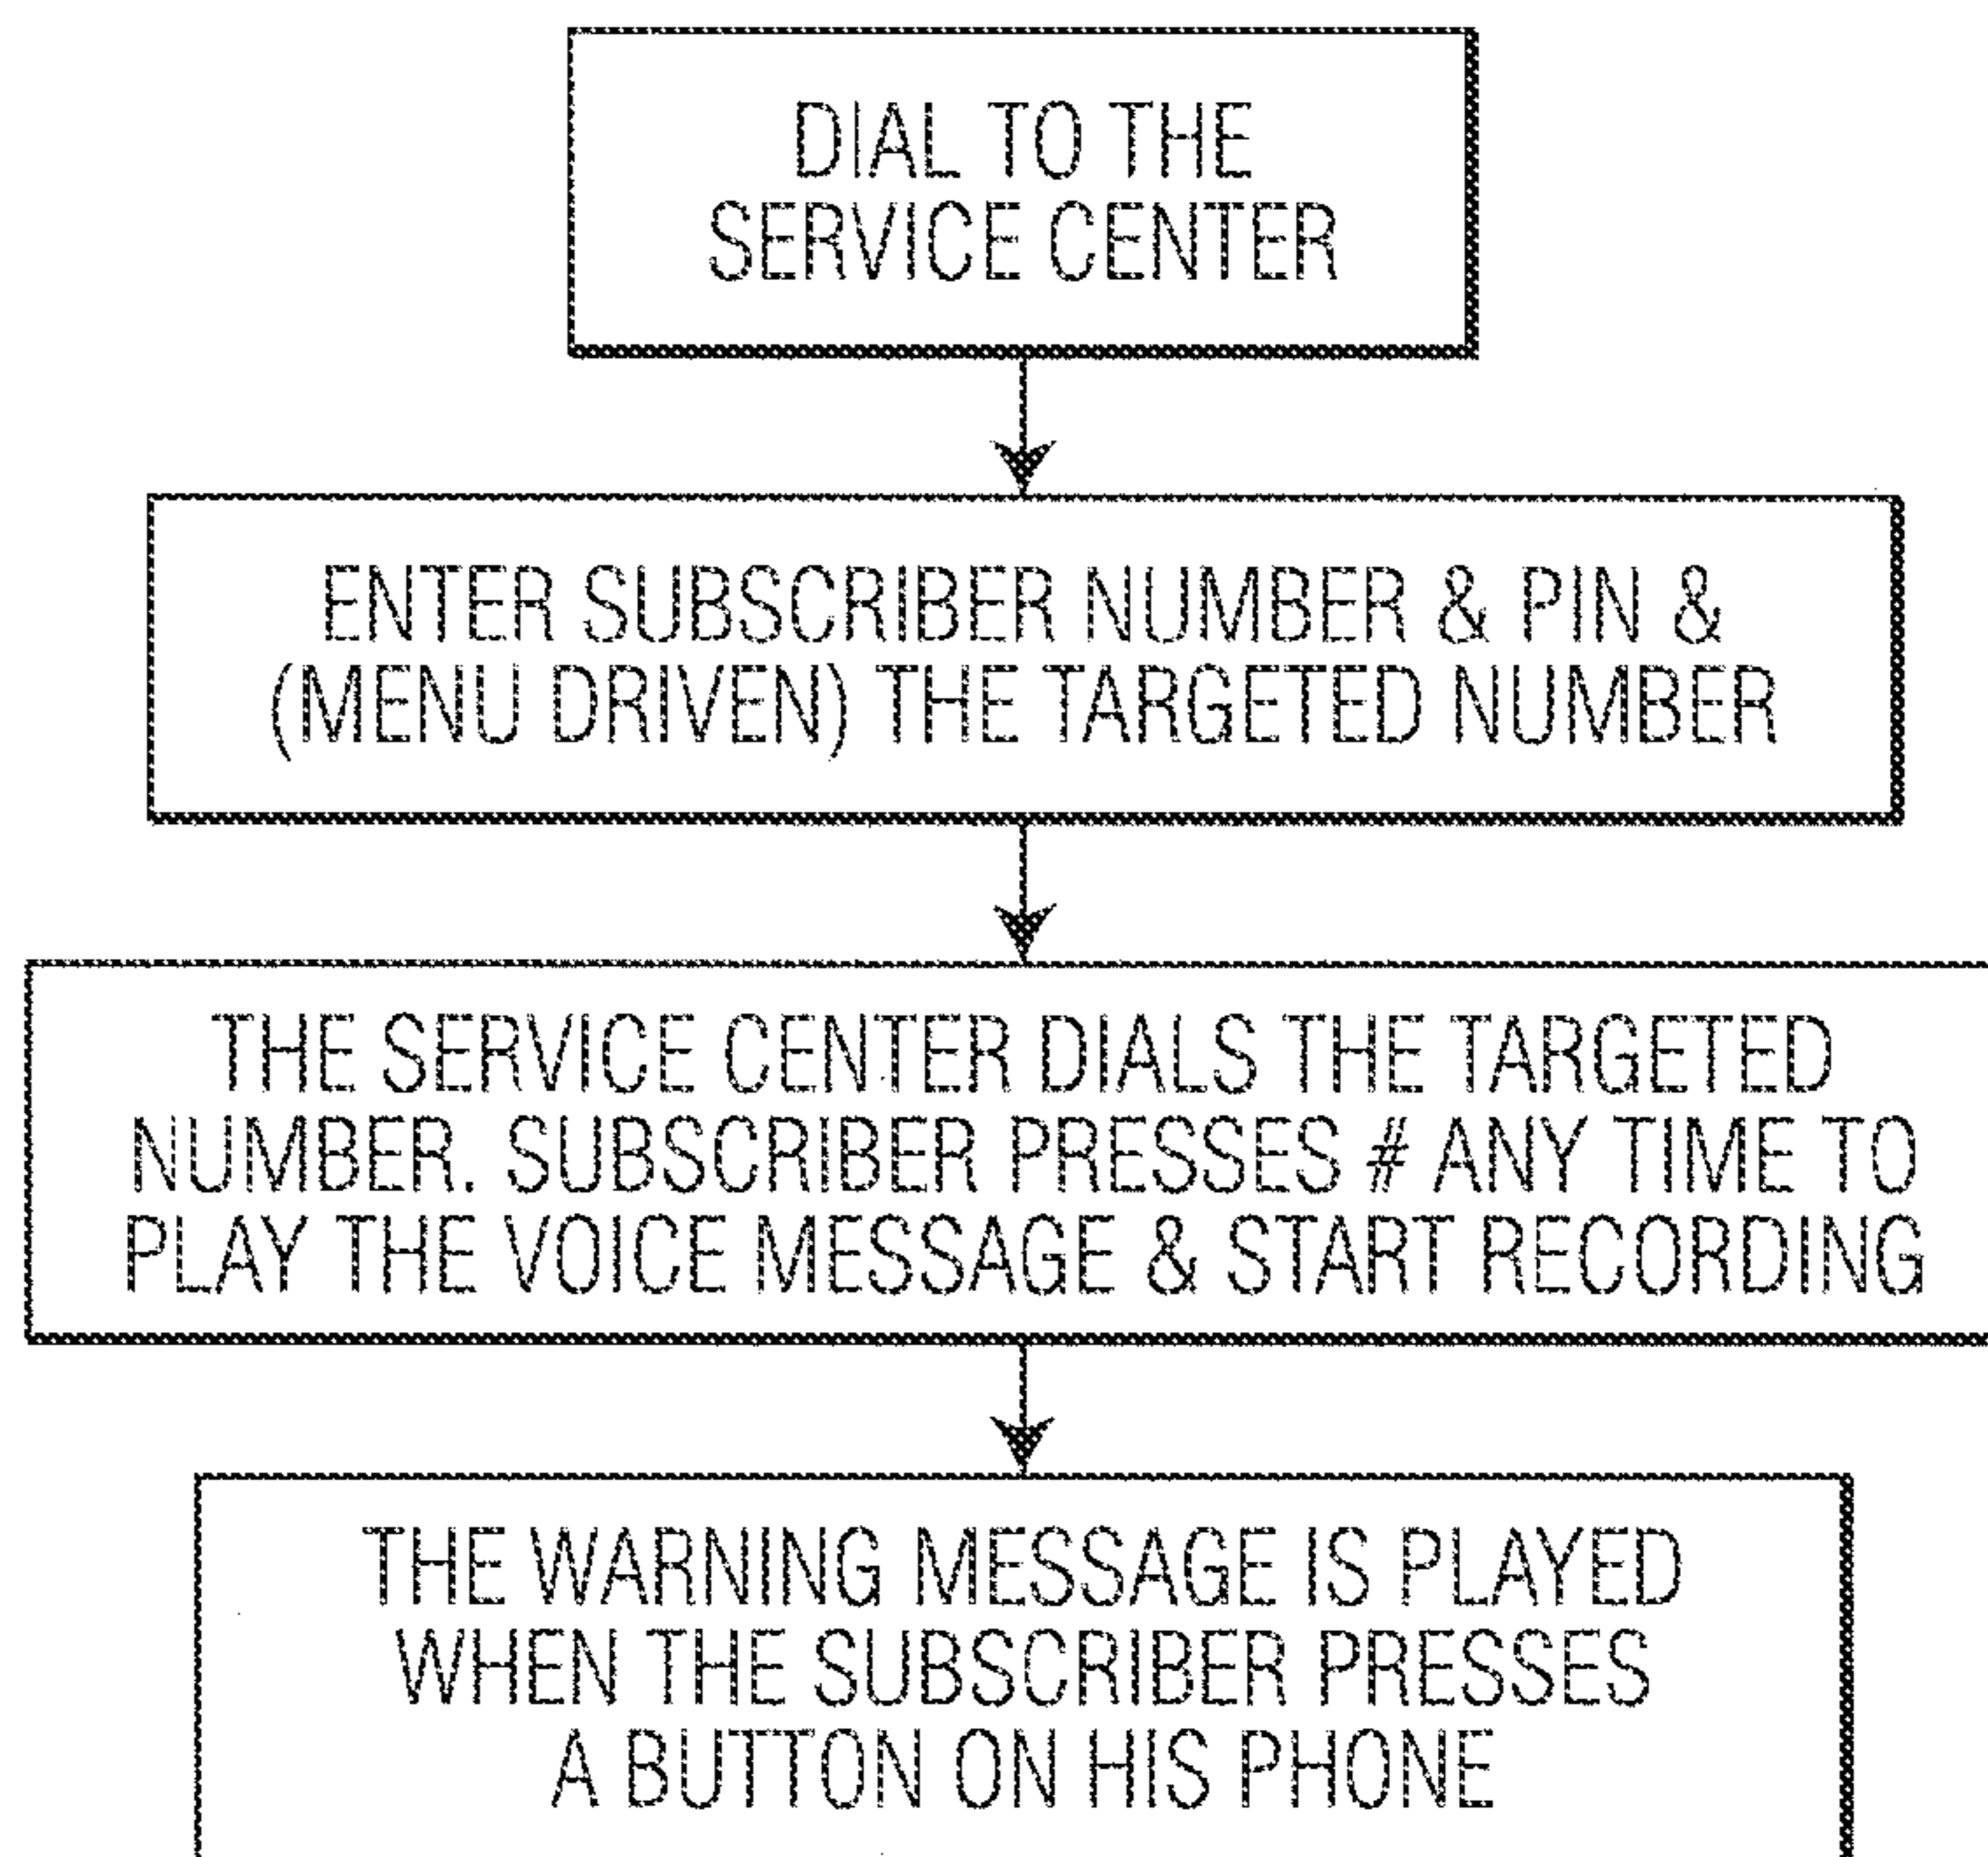 DIAL TO THE
SERVICE CENTER
ENTER SUBSCRIBER NUMBER & PIN &
(MENU DRIVEN) THE TARGETED NUMBER
THE SERVICE CENTER DIALS THE TARGETED
NUMBER. SUBSCRIBER PRESSES # ANY TIME TO
PLAY THE VOICE MESSAGE & START RECORDING
THE WARNING MESSAGE IS PLAYED
WHEN THE SUBSCRIBER PRESSES
A BUTTON ON HIS PHONE